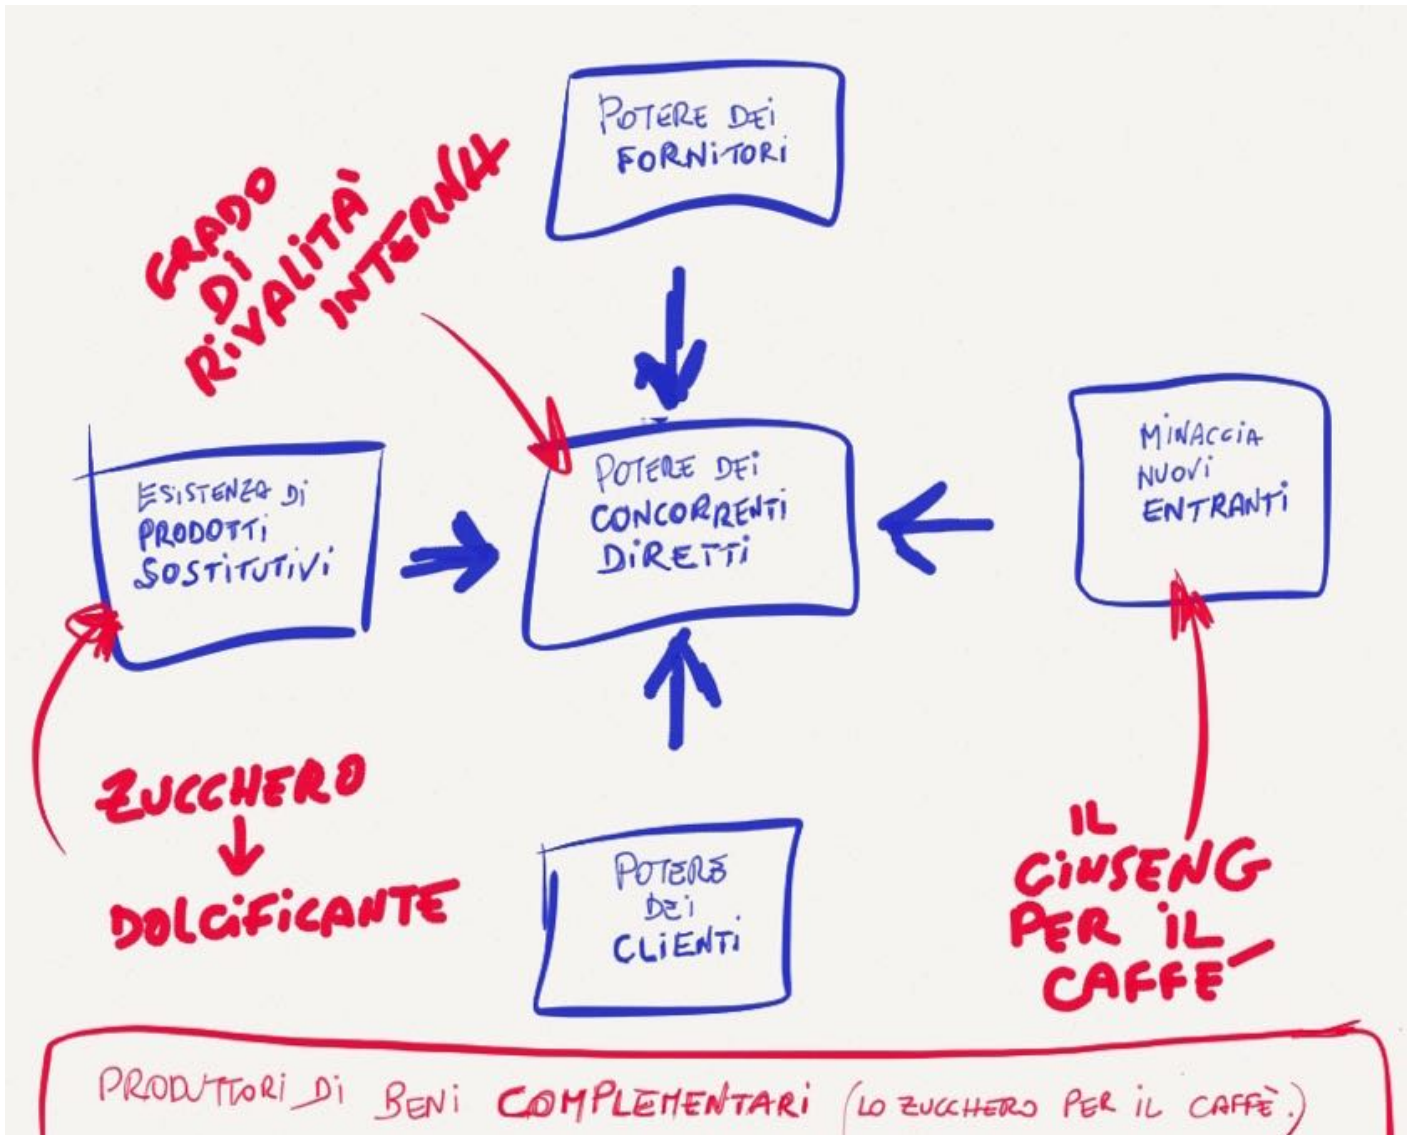 POTERE DEI
FORNITORI
GRADO
DI
RIVALITÀ
INTERNA
ESISTENZA DI
PRODOTTI
SOSTITUTIVI
POTERE DEI
CONCORRENTI
DIRETTI
MINACCIA
NUOVI
ENTRANTI
ZUCCHERO
DOLCIFICANTE
POTERE
DEI
CLIENTI
IL
GINSENG
PER IL
CAFFE'
PRODUTTORI DI BENI COMPLEMENTARI (LO ZUCCHERO PER IL CAFFÈ.)